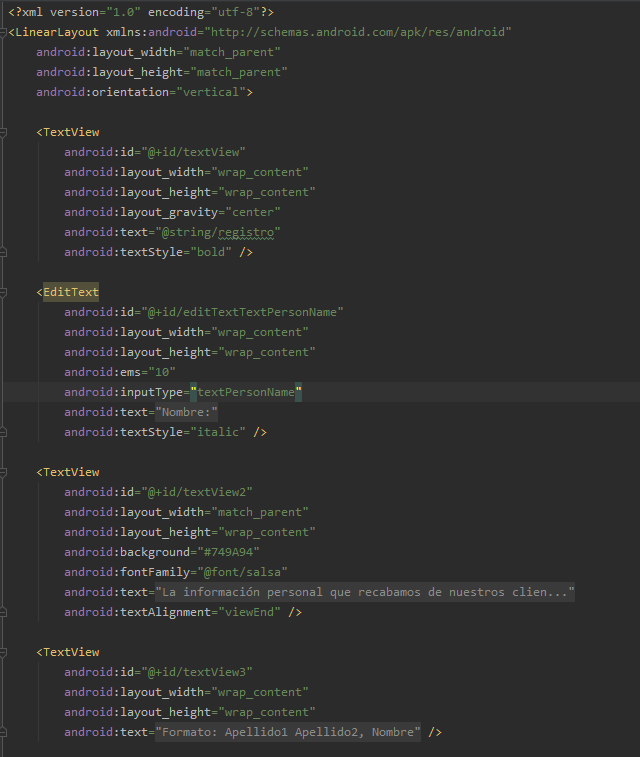 <?xml version="1.0" encoding="utf-8"?>
<LinearLayout xmlns:android="http://schemas.android.com/apk/res/android"
    android:layout_width="match_parent"
    android:layout_height="match_parent"
    android:orientation="vertical">

    <TextView
        android:id="@+id/textView"
        android:layout_width="wrap_content"
        android:layout_height="wrap_content"
        android:layout_gravity="center"
        android:text="@string/registro"
        android:textStyle="bold" />

    <EditText
        android:id="@+id/editTextTextPersonName"
        android:layout_width="wrap_content"
        android:layout_height="wrap_content"
        android:ems="10"
        android:inputType="textPersonName"
        android:text="Nombre:"
        android:textStyle="italic" />

    <TextView
        android:id="@+id/textView2"
        android:layout_width="match_parent"
        android:layout_height="wrap_content"
        android:background="#749A94"
        android:fontFamily="@font/salsa"
        android:text="La información personal que recabamos de nuestros clien..."
        android:textAlignment="viewEnd" />

    <TextView
        android:id="@+id/textView3"
        android:layout_width="wrap_content"
        android:layout_height="wrap_content"
        android:text="Formato: Apellido1 Apellido2, Nombre" />